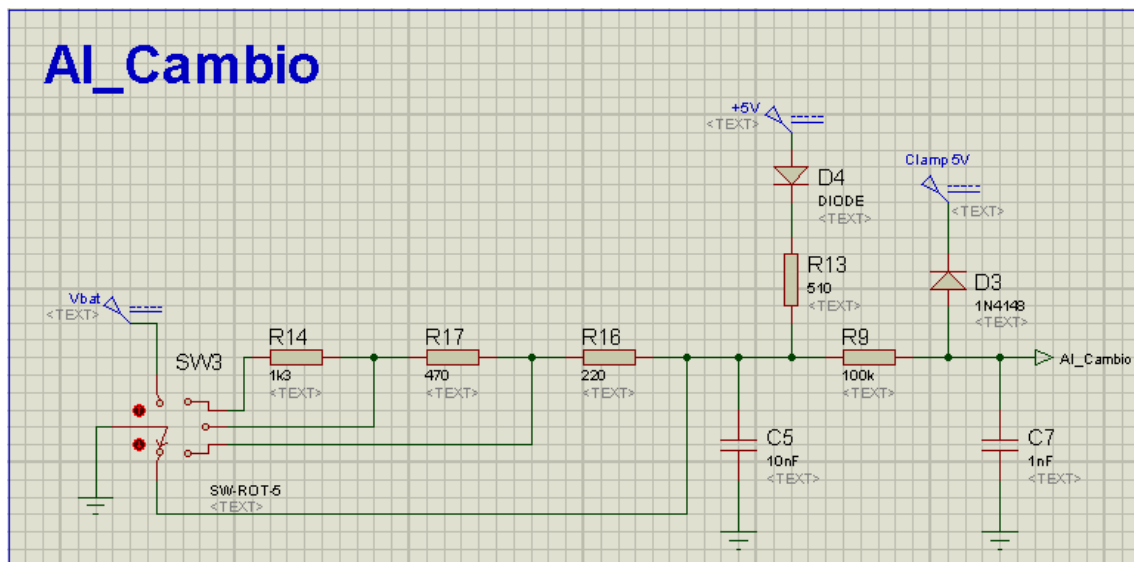 AI_Cambio
+5V
<TEXT>
Clamp 5V
<TEXT>
D4
DIODE
<TEXT>
R13
510
<TEXT>
D3
1N4148
<TEXT>
Vbat
<TEXT>
SW3
R14
1k3
<TEXT>
R17
470
<TEXT>
R16
220
<TEXT>
R9
100k
<TEXT>
AI_Cambio
SW-ROT-5
<TEXT>
C5
10nF
<TEXT>
C7
1nF
<TEXT>